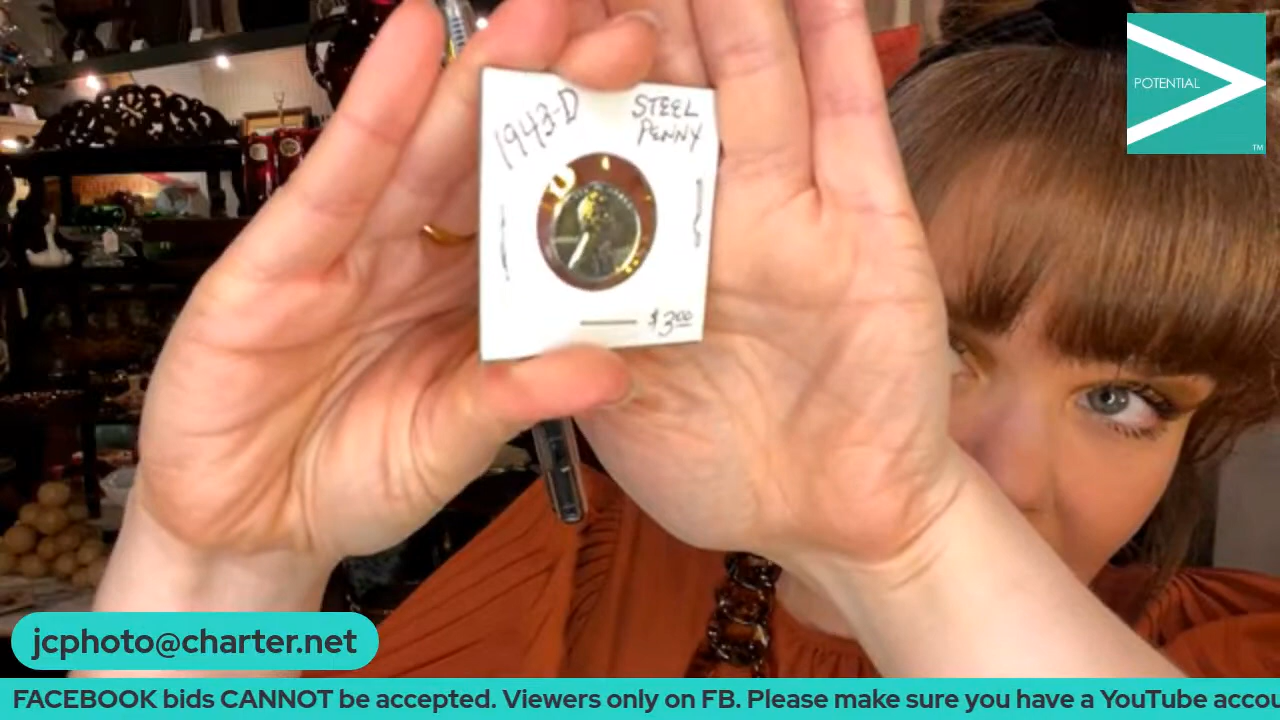 POTENTIAL
TM
1943-D
STEEL
PENNY
$3.00
jcphoto@charter.net
FACEBOOK bids CANNOT be accepted. Viewers only on FB. Please make sure you have a YouTube accou